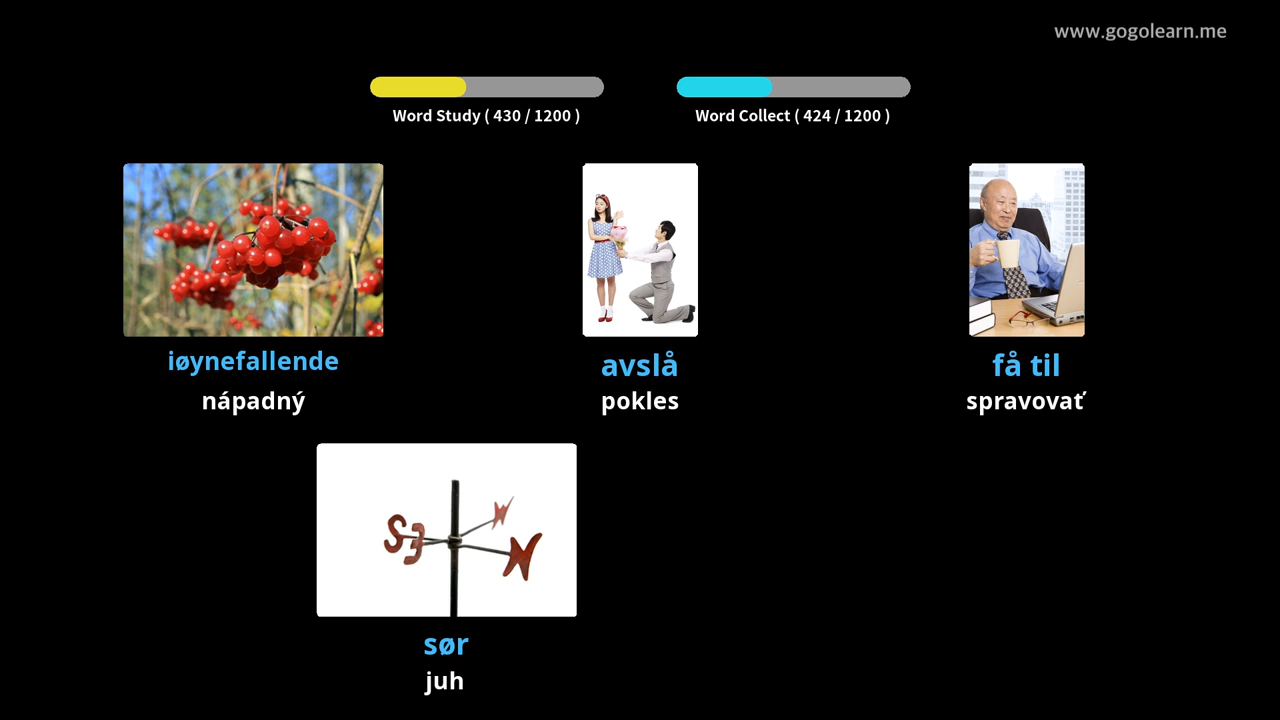 www.gogolearn.me
Word Study ( 430 / 1200 )
Word Collect ( 424 / 1200 )
iøynefallende
nápadný
avslå
pokles
få til
spravovať
S
E
N
sør
juh